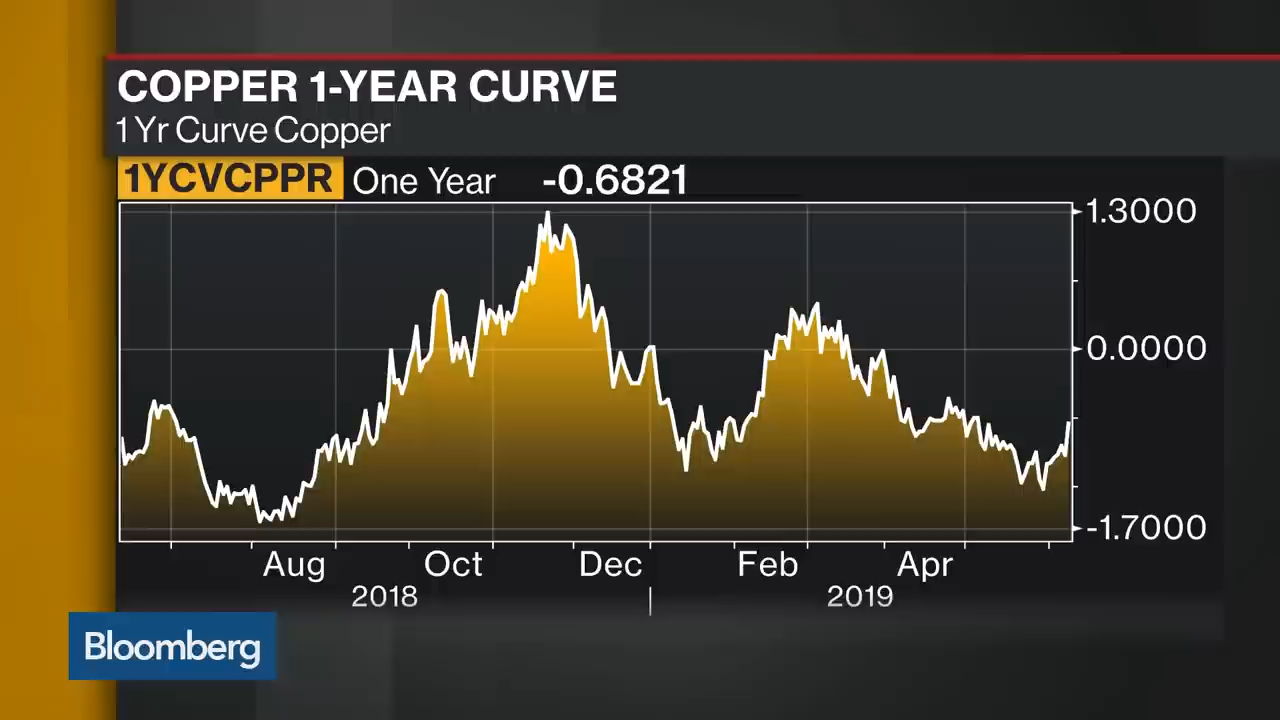 COPPER 1-YEAR CURVE
1 Yr Curve Copper
1YCVCPPR One Year -0.6821
1.3000
0.0000
-1.7000
Aug Oct Dec Feb Apr
2018 2019
Bloomberg